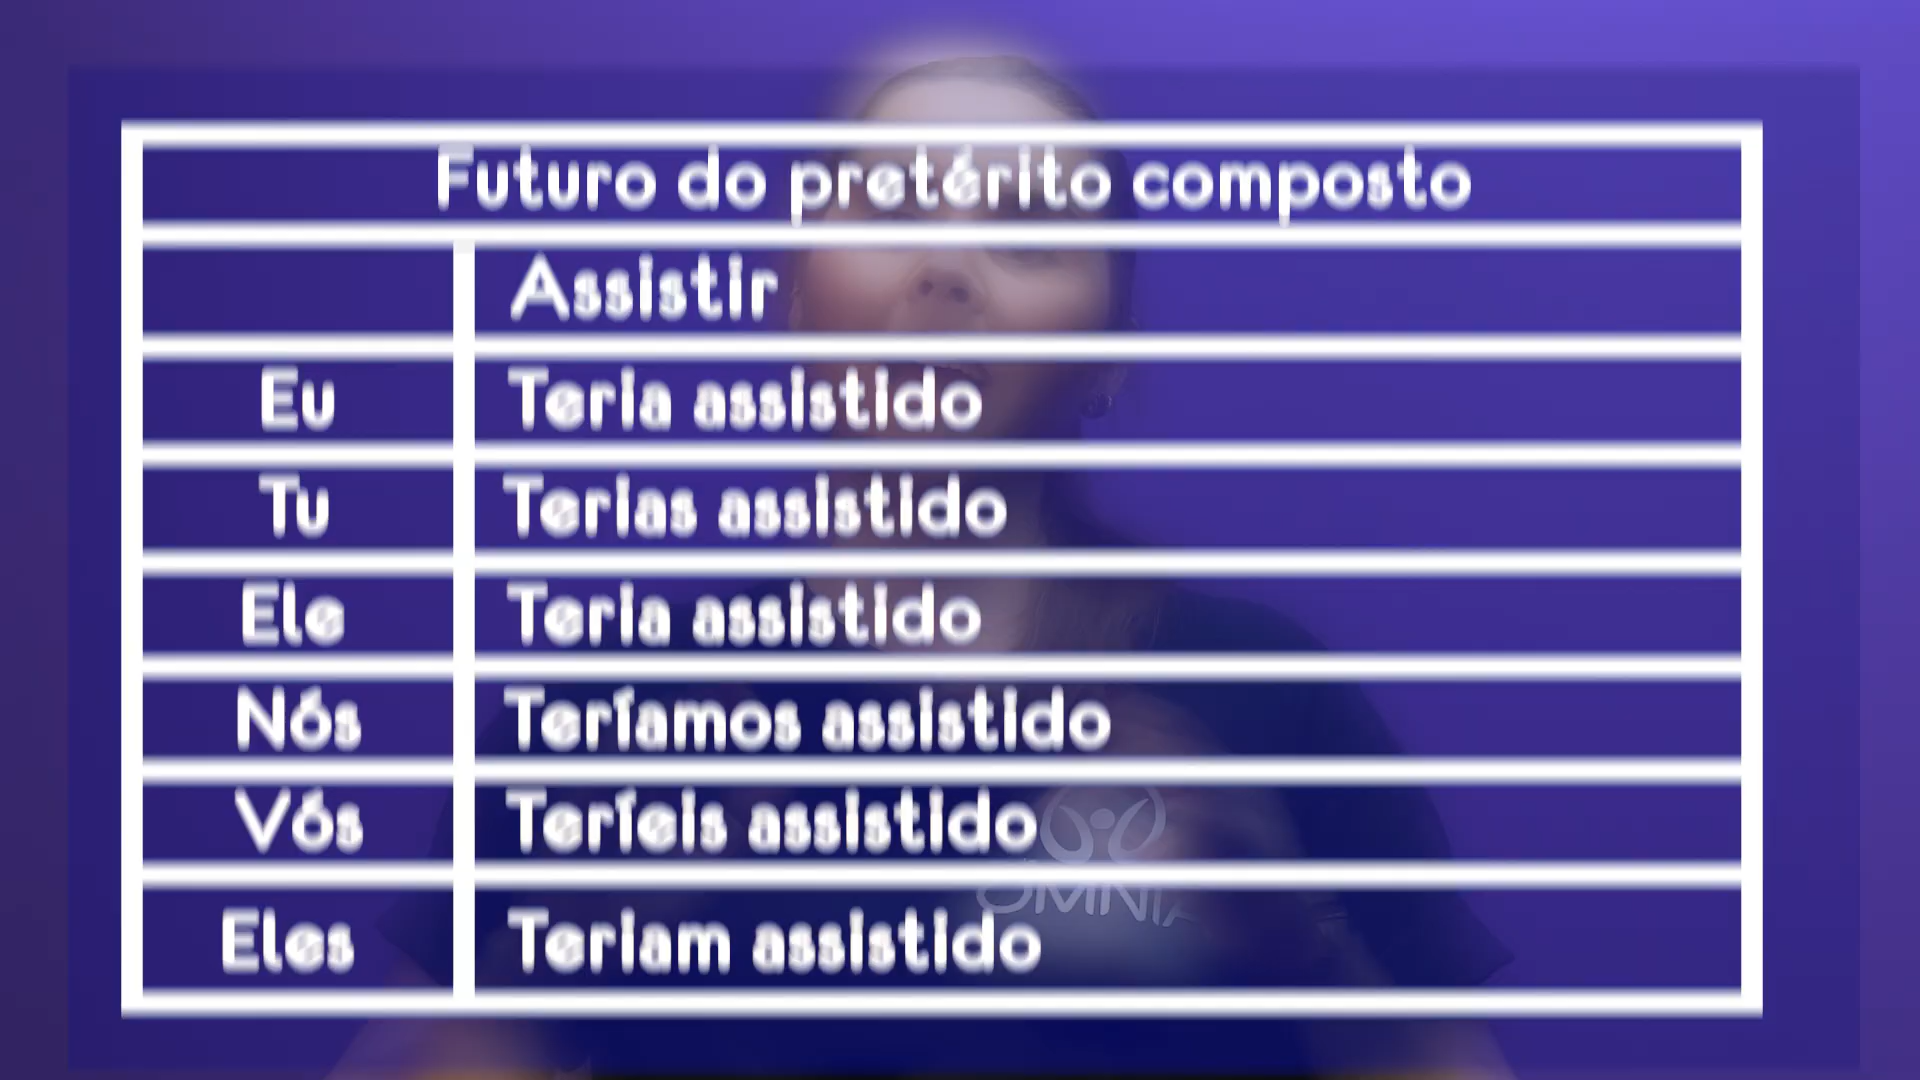 Futuro do pretérito composto
Assistir
Eu Teria assistido
Tu Terias assistido
Ele Teria assistido
Nós Teríamos assistido
Vós Teríeis assistido
OMNIA
Eles Teriam assistido